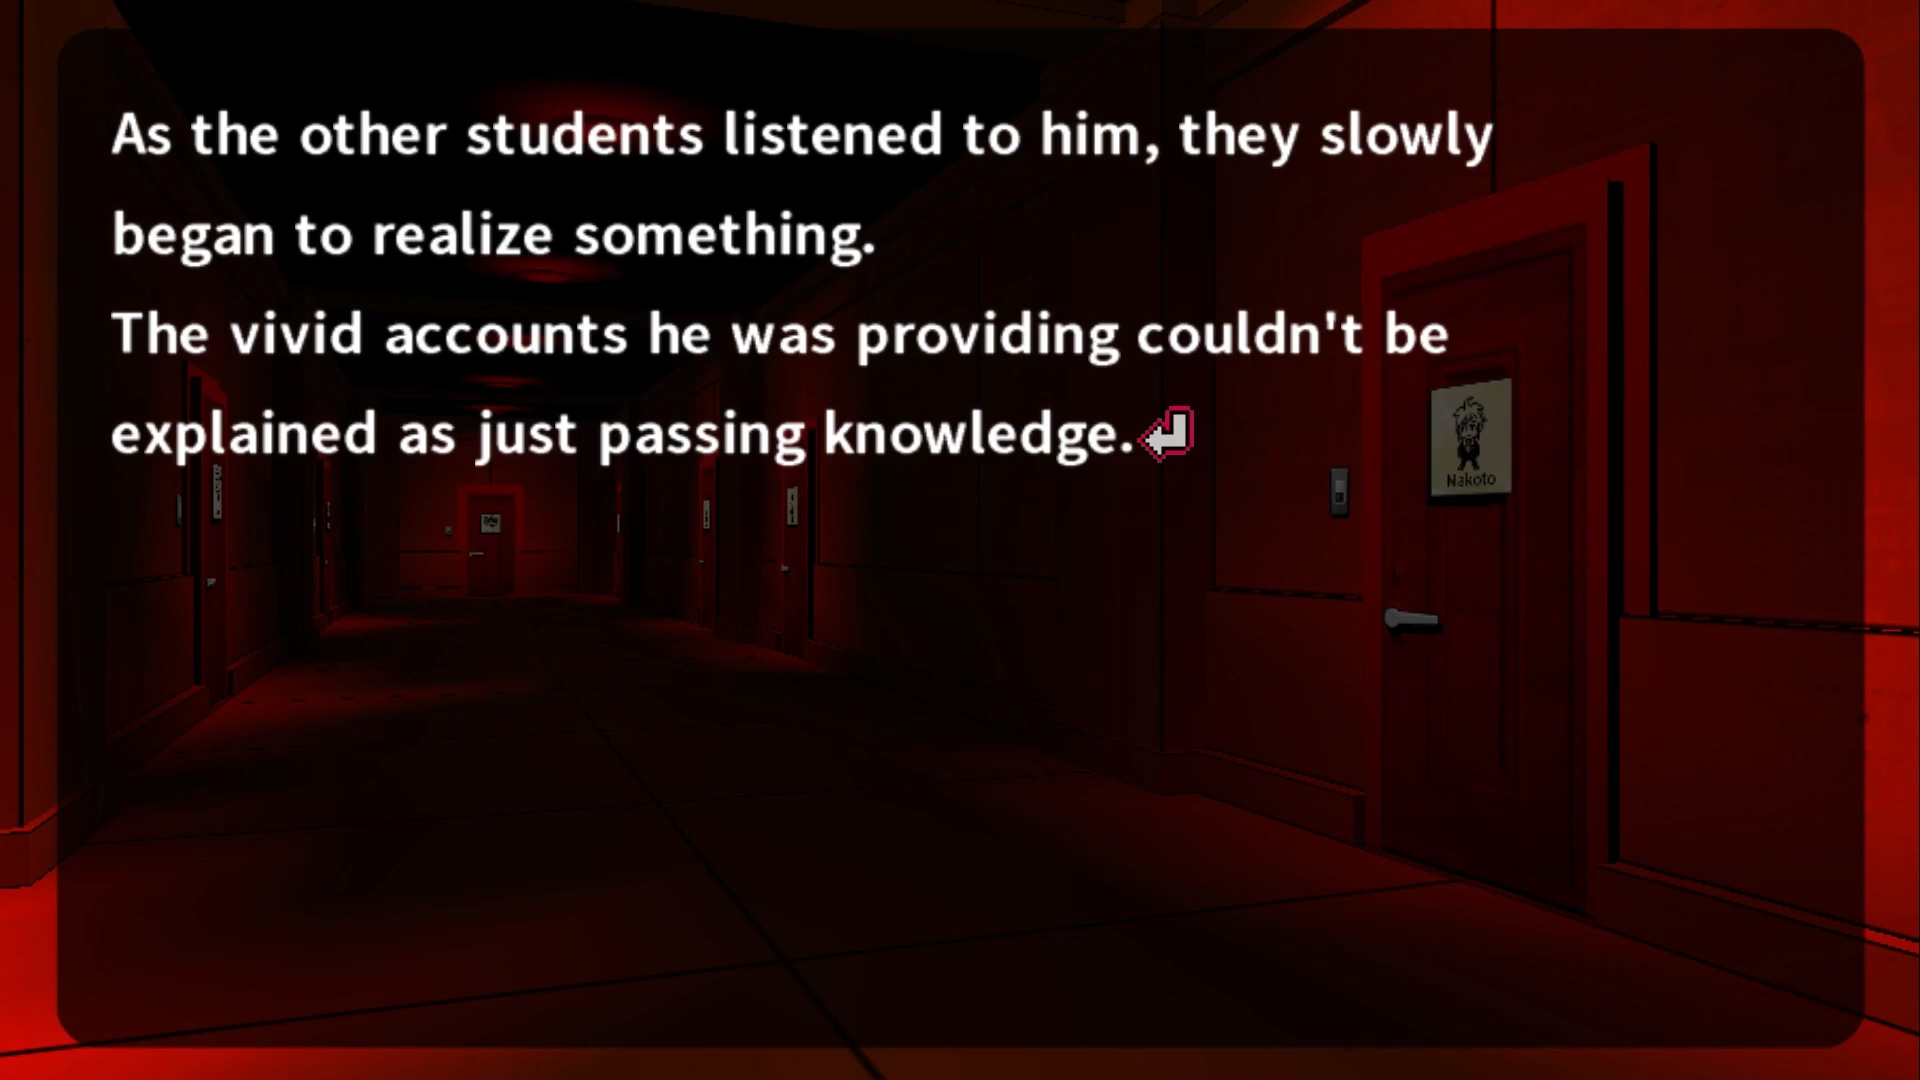 As the other students listened to him, they slowly
began to realize something.
The vivid accounts he was providing couldn't be
explained as just passing knowledge.
Nakoto